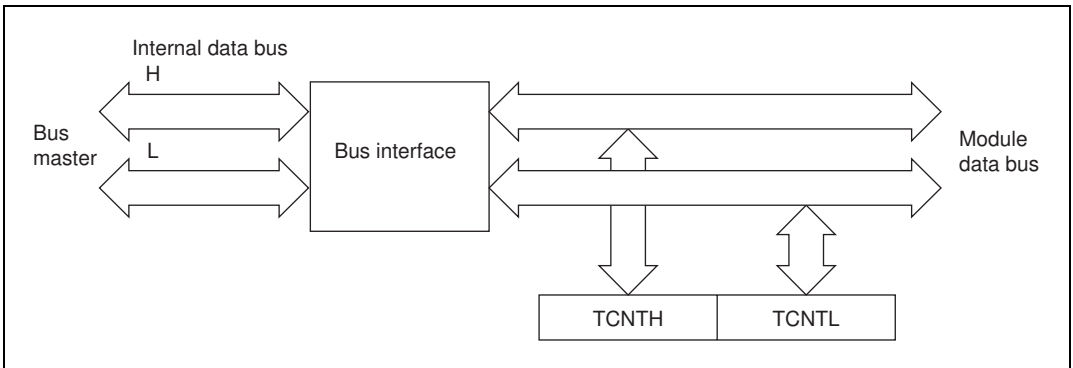 Internal data bus
H
Bus
master
L
Bus interface
Module
data bus
TCNTH
TCNTL